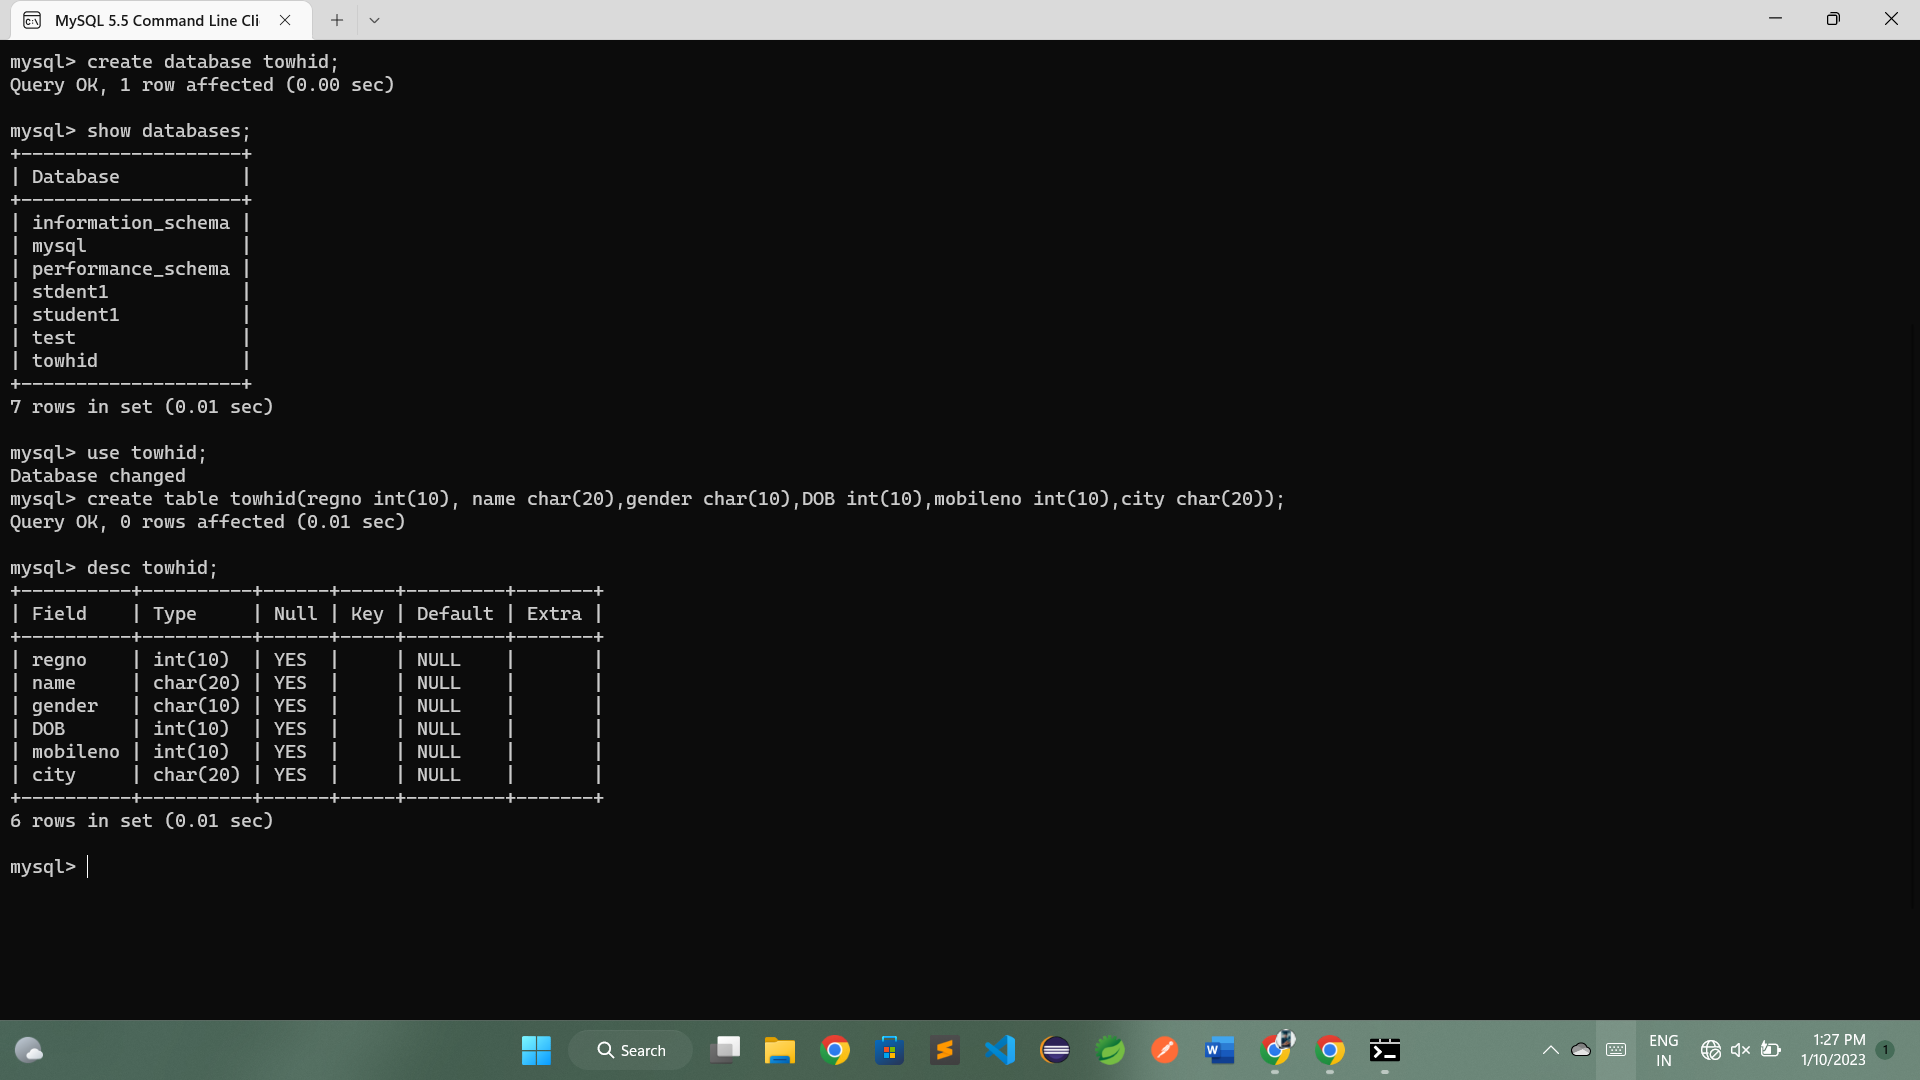 MySQL 5.5 Command Line Cli
mysql> create database towhid;
Query OK, 1 row affected (0.00 sec)
mysql> show databases;
+--------------------+
| Database           |
+--------------------+
| information_schema |
| mysql              |
| performance_schema |
| stdent1            |
| student1           |
| test               |
| towhid             |
+--------------------+
7 rows in set (0.01 sec)
mysql> use towhid;
Database changed
mysql> create table towhid(regno int(10), name char(20),gender char(10),DOB int(10),mobileno int(10),city char(20));
Query OK, 0 rows affected (0.01 sec)
mysql> desc towhid;
+----------+----------+------+-----+---------+-------+
| Field    | Type     | Null | Key | Default | Extra |
+----------+----------+------+-----+---------+-------+
| regno    | int(10)  | YES  |     | NULL    |       |
| name     | char(20) | YES  |     | NULL    |       |
| gender   | char(10) | YES  |     | NULL    |       |
| DOB      | int(10)  | YES  |     | NULL    |       |
| mobileno | int(10)  | YES  |     | NULL    |       |
| city     | char(20) | YES  |     | NULL    |       |
+----------+----------+------+-----+---------+-------+
6 rows in set (0.01 sec)
mysql>
Search
ENG
IN
1:27 PM
1/10/2023
1